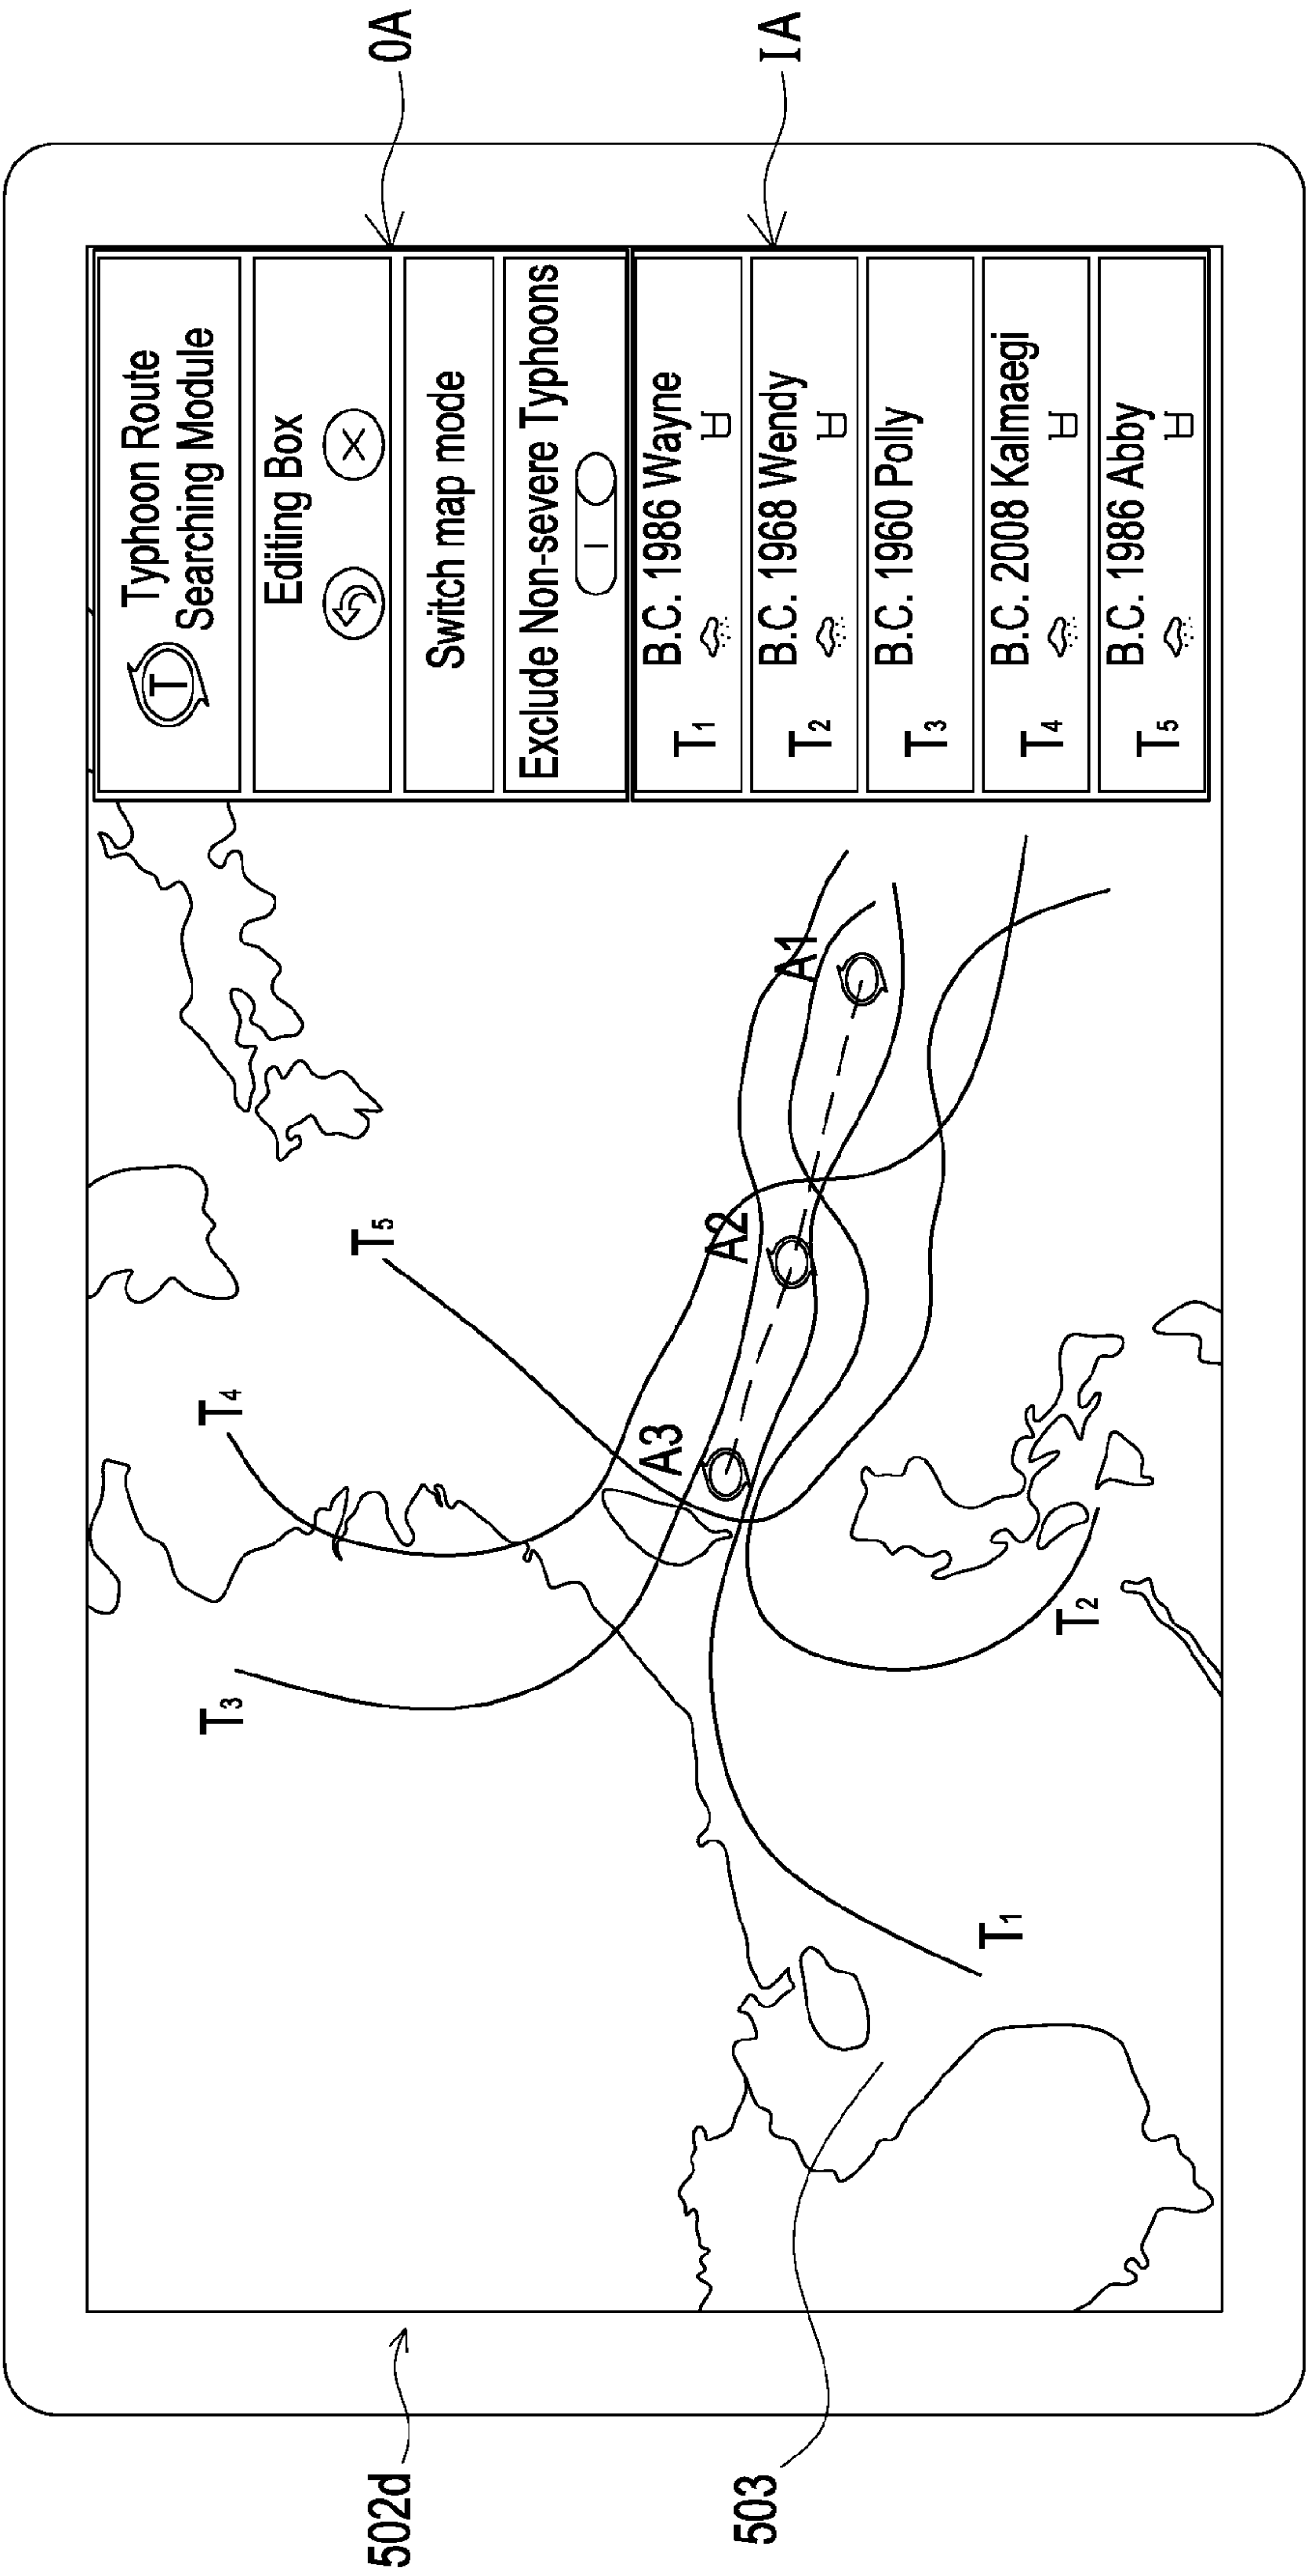 OA
IA
Typhoon Route
Searching Module
T
Editing Box
Switch map mode
Exclude Non-severe Typhoons
T1 B.C. 1986 Wayne
T2 B.C. 1968 Wendy
T3 B.C. 1960 Polly
T4 B.C. 2008 Kalmaegi
T5 B.C. 1986 Abby
T5
T4
T3
A1
A2
A3
T2
T1
502d
503